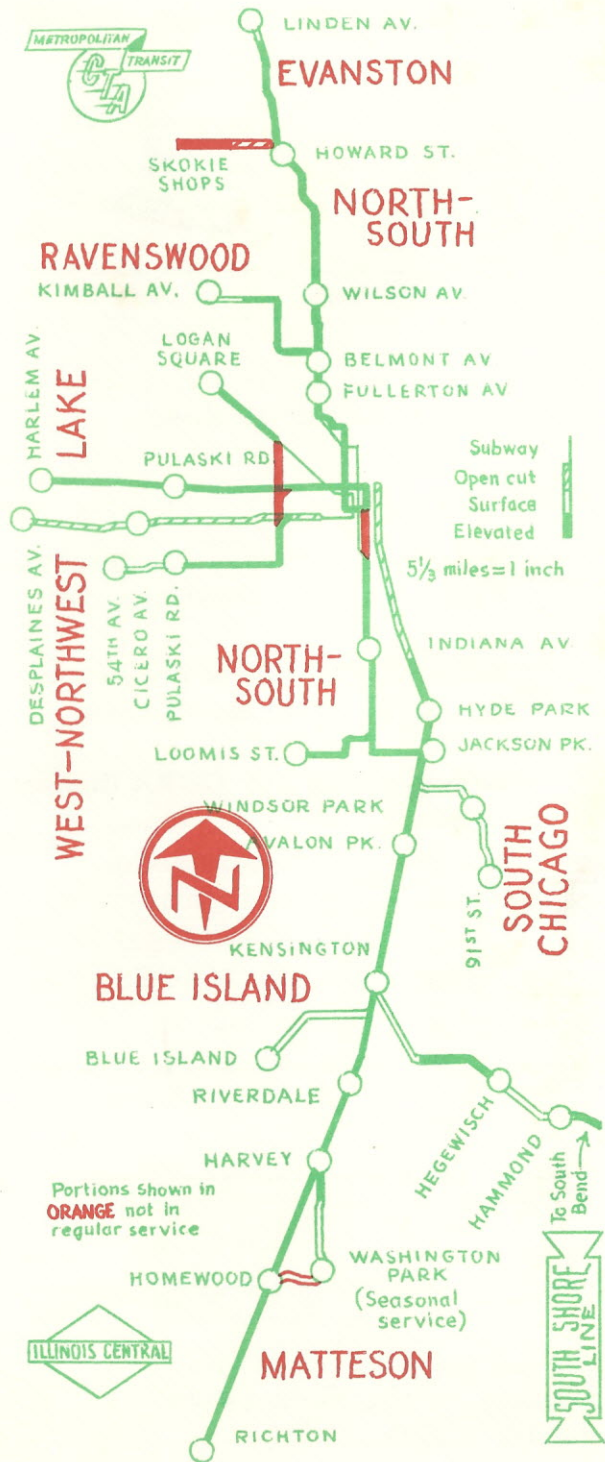 METROPOLITAN
TRANSIT
CTA
LINDEN AV.
EVANSTON
SKOKIE
SHOPS
HOWARD ST.
NORTH-
SOUTH
RAVENSWOOD
KIMBALL AV.
WILSON AV.
LOGAN
SQUARE
BELMONT AV
FULLERTON AV
HARLEM AV.
LAKE
PULASKI RD.
Subway
Open cut
Surface
Elevated
5⅓ miles=1 inch
DESPLAINES AV.
WEST-NORTHWEST
54TH AV.
CICERO AV.
PULASKI RD.
NORTH-
SOUTH
INDIANA AV
HYDE PARK
LOOMIS ST.
JACKSON PK.
WINDSOR PARK
AVALON PK.
N
91ST ST.
SOUTH
CHICAGO
KENSINGTON
BLUE ISLAND
BLUE ISLAND
RIVERDALE
HEGEWISCH
HAMMOND
To South
Bend→
HARVEY
Portions shown in
ORANGE not in
regular service
HOMEWOOD
WASHINGTON
PARK
(Seasonal
service)
ILLINOIS CENTRAL
MATTESON
SOUTH SHORE
LINE
RICHTON